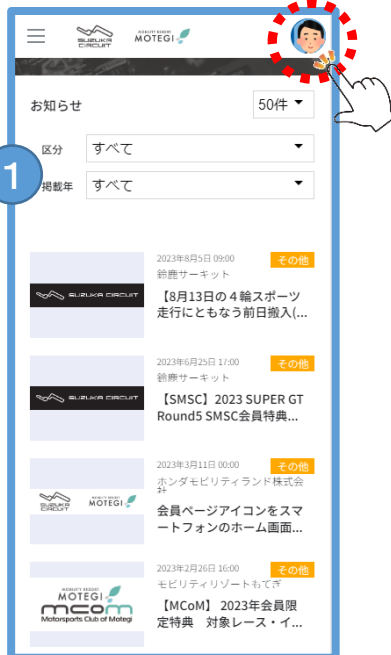 SUZUKA
CIRCUIT
MOBILITY RESORT
MOTEGI
お知らせ
50件
区分
すべて
1
掲載年
すべて
2023年8月5日 09:00
その他
鈴鹿サーキット
SUZUKA CIRCUIT
【8月13日の４輪スポーツ
走行にともなう前日搬入(...
2023年6月25日 17:00
その他
鈴鹿サーキット
SUZUKA CIRCUIT
【SMSC】2023 SUPER GT
Round5 SMSC会員特典...
2023年3月11日 00:00
その他
ホンダモビリティランド株式会
社
SUZUKA
CIRCUIT
MOBILITY RESORT
MOTEGI
会員ページアイコンをスマ
ートフォンのホーム画面...
2023年2月26日 16:00
その他
モビリティリゾートもてぎ
MOBILITY RESORT
MOTEGI
mcom
Motorsports Club of Motegi
【MCoM】 2023年会員限
定特典　対象レース・イ...